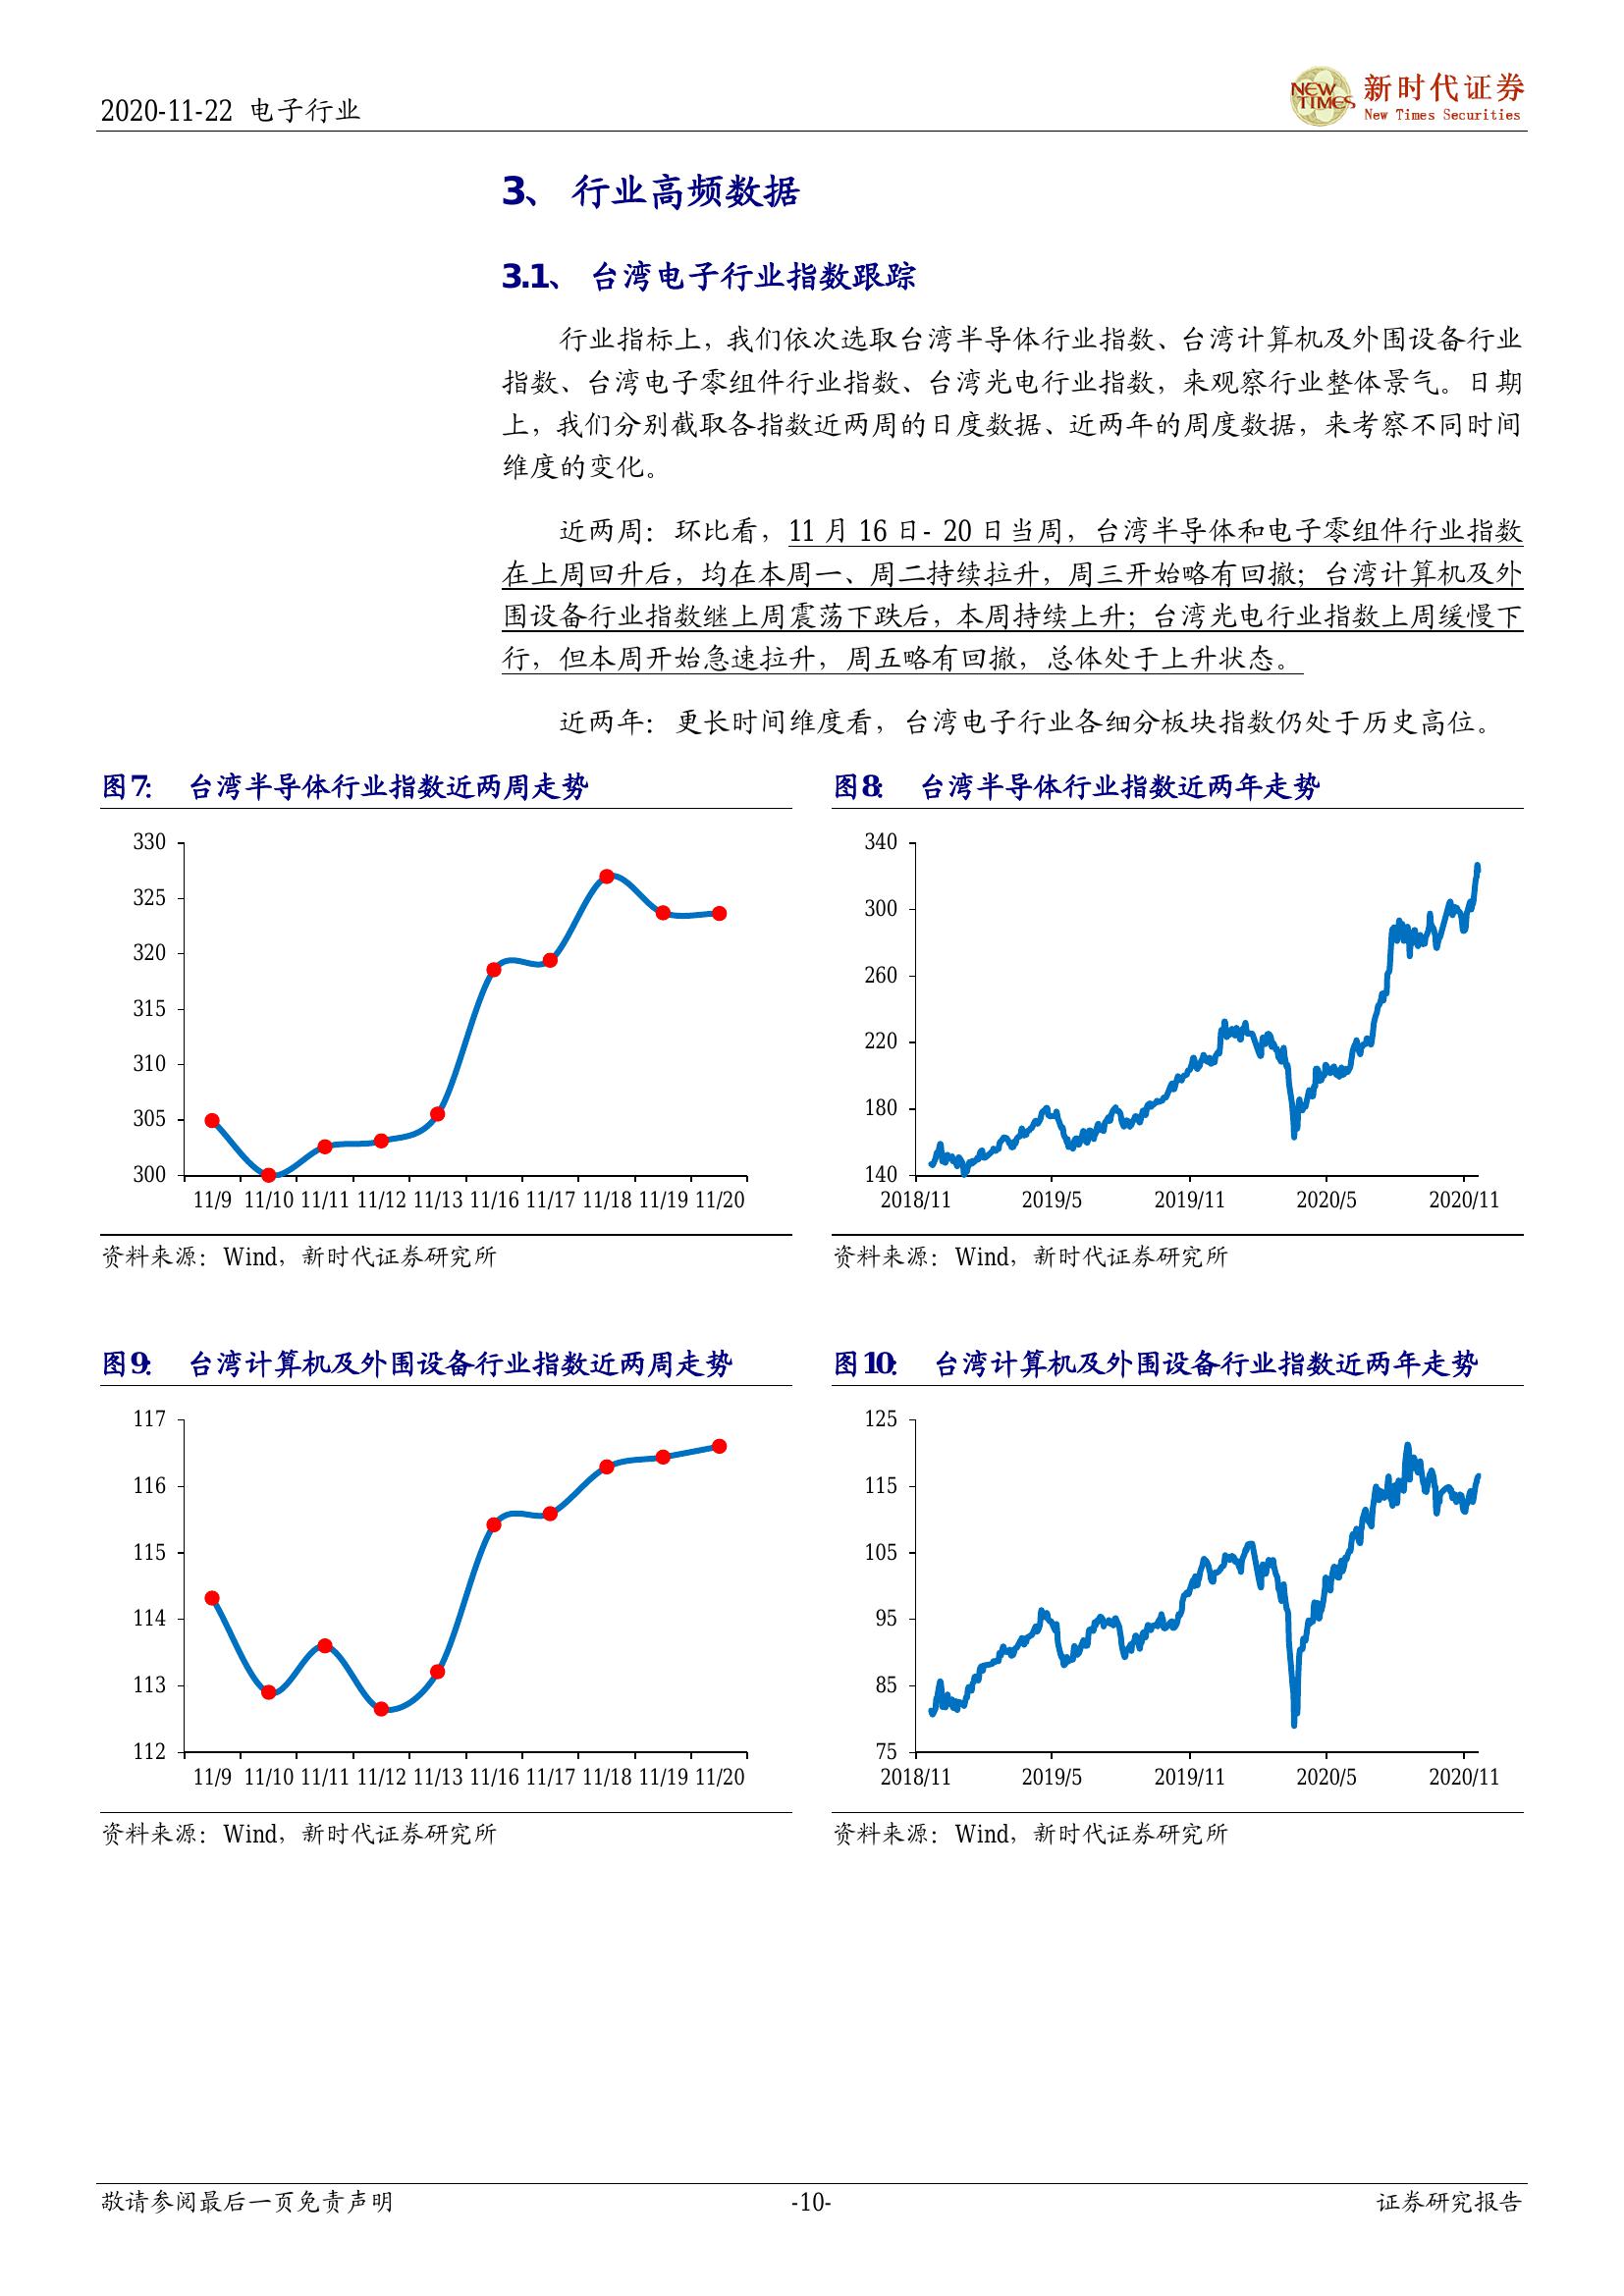 2020-11-22 电子行业
NEW TIMES
新时代证券
New Times Securities
3、 行业高频数据
3.1、 台湾电子行业指数跟踪
行业指标上，我们依次选取台湾半导体行业指数、台湾计算机及外围设备行业
指数、台湾电子零组件行业指数、台湾光电行业指数，来观察行业整体景气。日期
上，我们分别截取各指数近两周的日度数据、近两年的周度数据，来考察不同时间
维度的变化。
近两周：环比看，11 月 16 日- 20 日当周，台湾半导体和电子零组件行业指数
在上周回升后，均在本周一、周二持续拉升，周三开始略有回撤；台湾计算机及外
围设备行业指数继上周震荡下跌后，本周持续上升；台湾光电行业指数上周缓慢下
行，但本周开始急速拉升，周五略有回撤，总体处于上升状态。
近两年：更长时间维度看，台湾电子行业各细分板块指数仍处于历史高位。
图7： 台湾半导体行业指数近两周走势
330
325
320
315
310
305
300
11/9 11/10 11/11 11/12 11/13 11/16 11/17 11/18 11/19 11/20
资料来源：Wind，新时代证券研究所
图8： 台湾半导体行业指数近两年走势
340
300
260
220
180
140
2018/11 2019/5 2019/11 2020/5 2020/11
资料来源：Wind，新时代证券研究所
图9： 台湾计算机及外围设备行业指数近两周走势
117
116
115
114
113
112
11/9 11/10 11/11 11/12 11/13 11/16 11/17 11/18 11/19 11/20
资料来源：Wind，新时代证券研究所
图10： 台湾计算机及外围设备行业指数近两年走势
125
115
105
95
85
75
2018/11 2019/5 2019/11 2020/5 2020/11
资料来源：Wind，新时代证券研究所
敬请参阅最后一页免责声明 -10- 证券研究报告